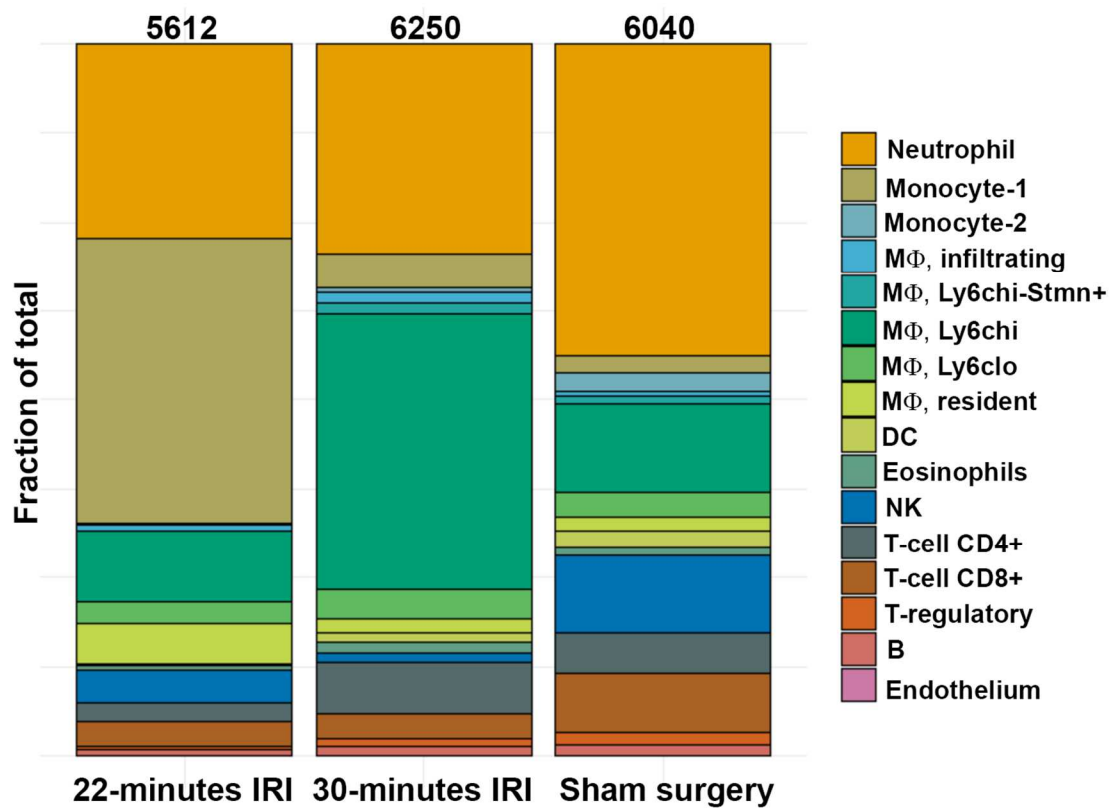 5612 6250 6040
Fraction of total
Neutrophil
Monocyte-1
Monocyte-2
MΦ, infiltrating
MΦ, Ly6chi-Stmn+
MΦ, Ly6chi
MΦ, Ly6clo
MΦ, resident
DC
Eosinophils
NK
T-cell CD4+
T-cell CD8+
T-regulatory
B
Endothelium
22-minutes IRI 30-minutes IRI Sham surgery